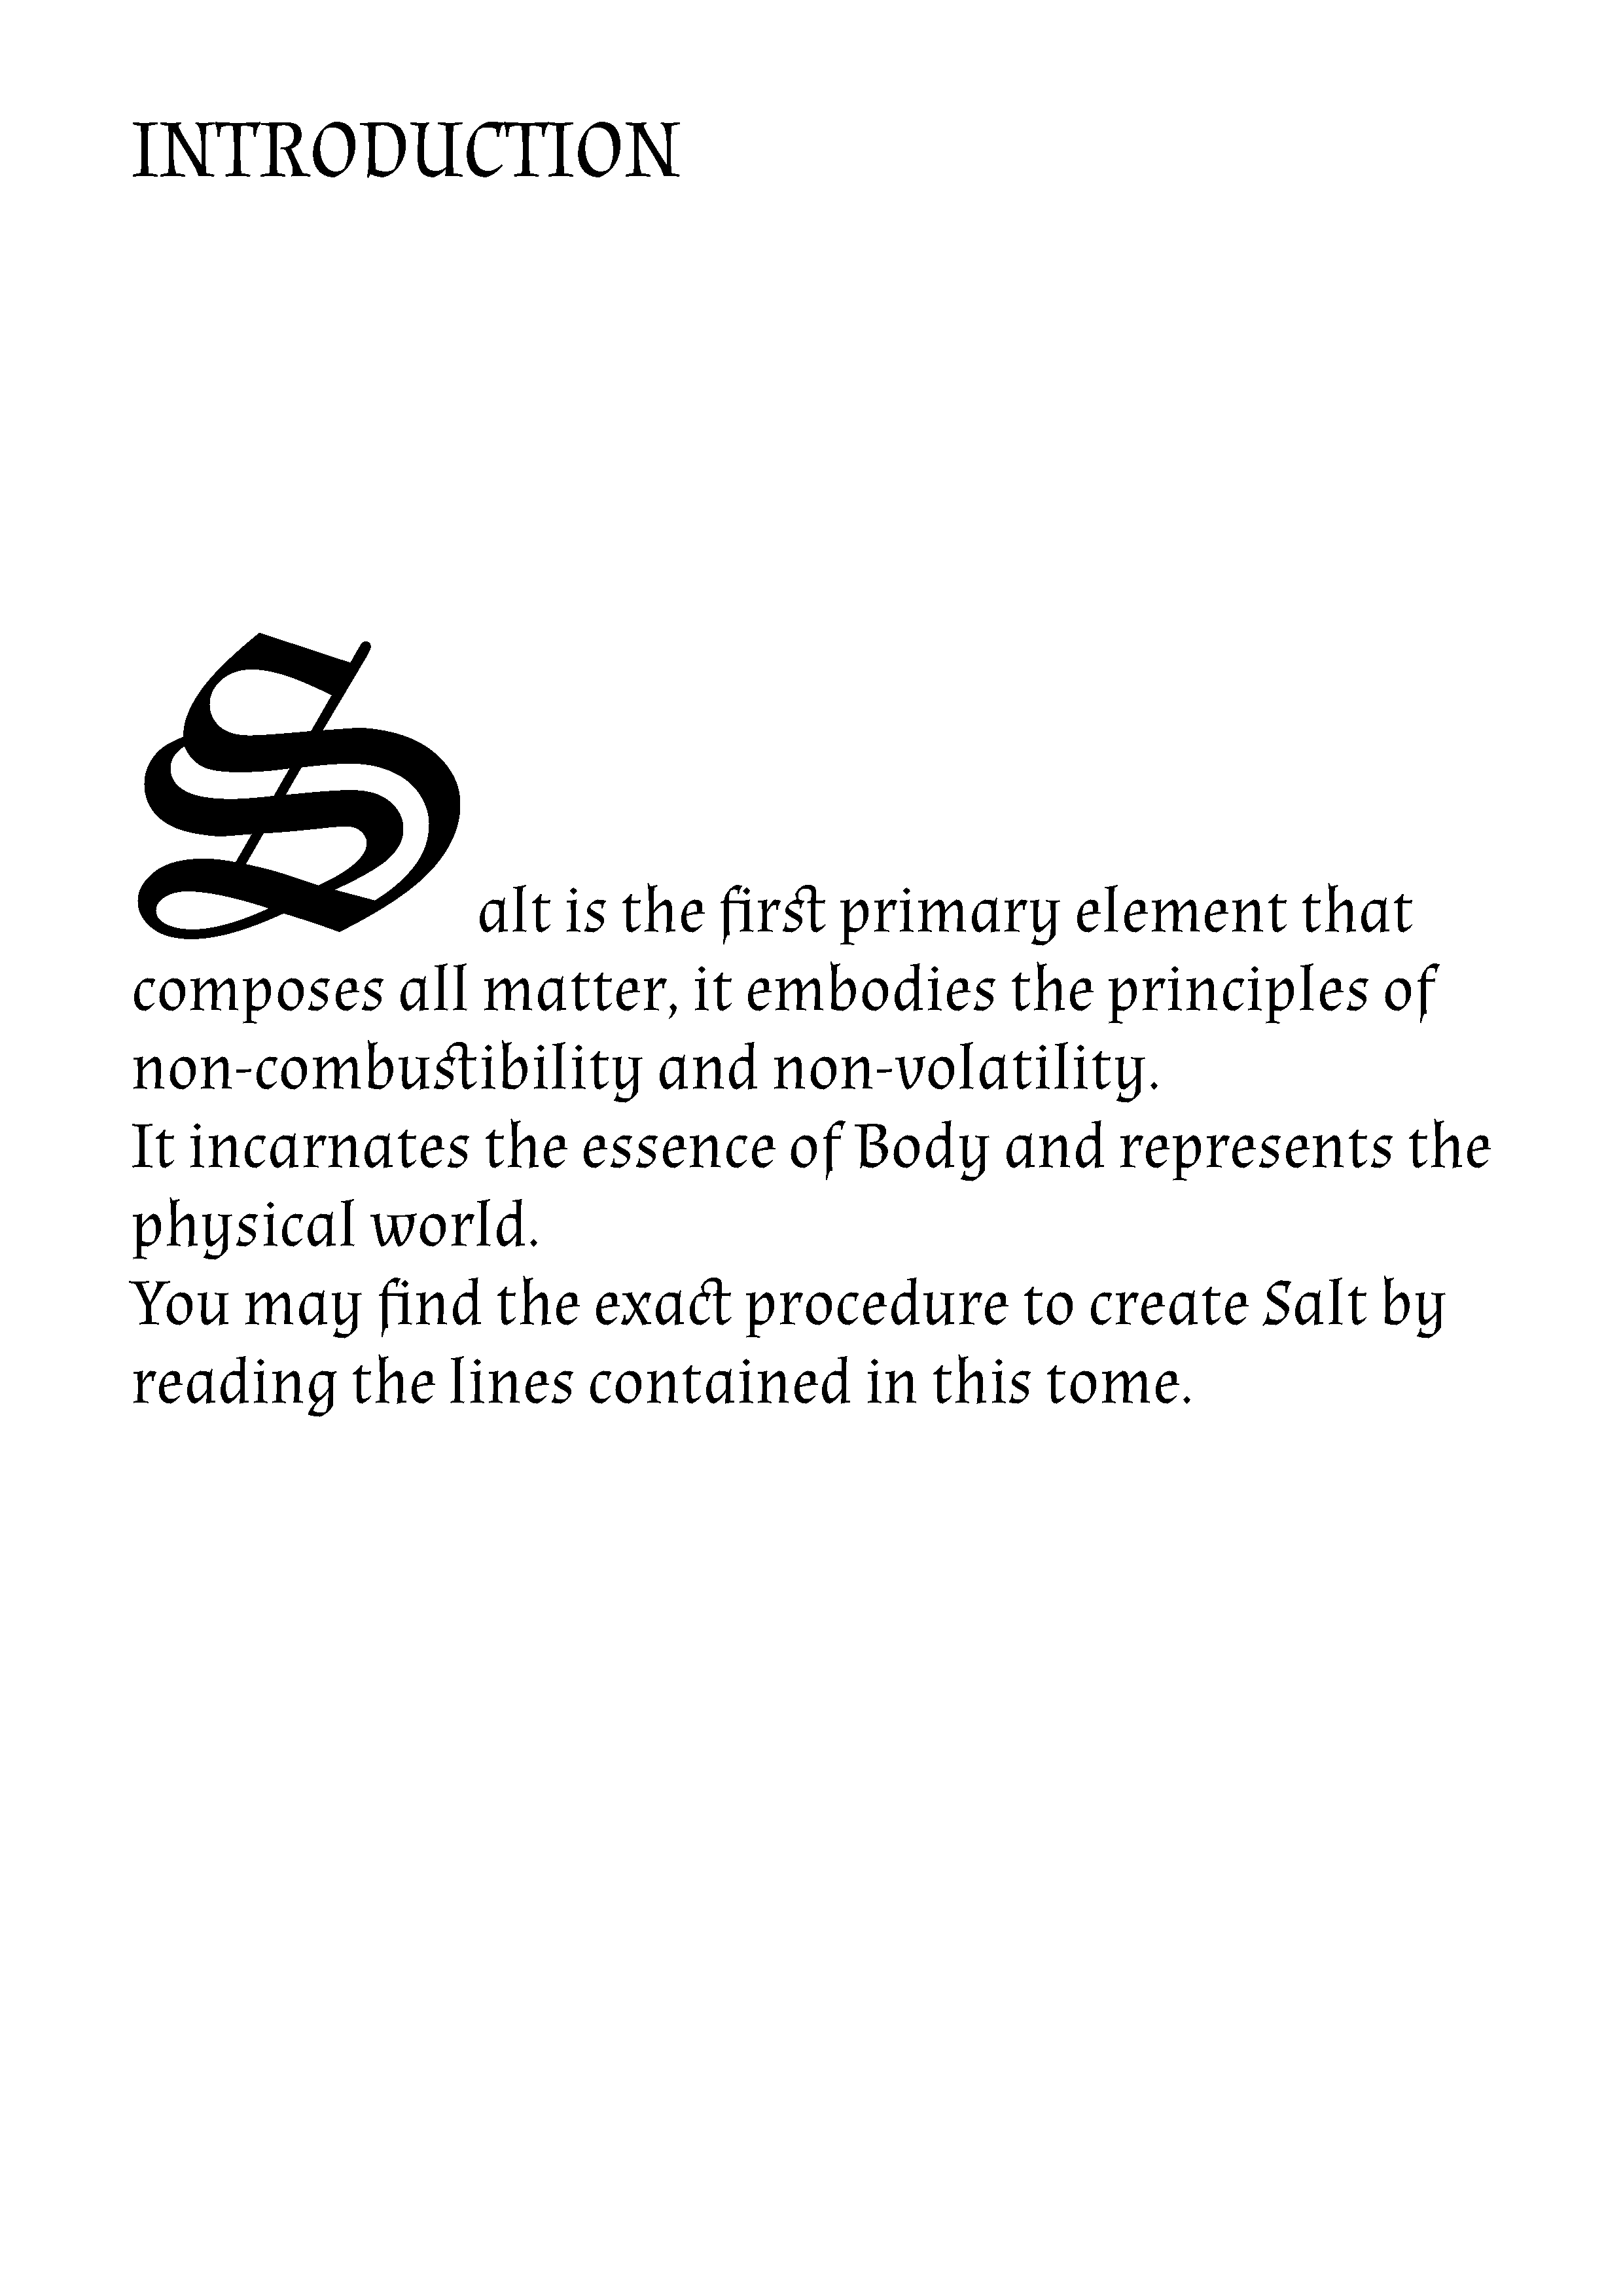 INTRODUCTION
Salt is the first primary element that
composes all matter, it embodies the principles of
non-combustibility and non-volatility.
It incarnates the essence of Body and represents the
physical world.
You may find the exact procedure to create Salt by
reading the lines contained in this tome.